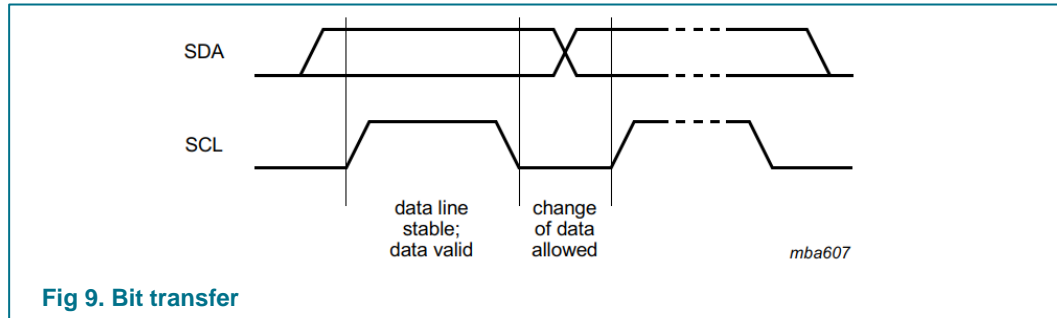 SDA
SCL
data line
stable;
data valid
change
of data
allowed
mba607
Fig 9. Bit transfer